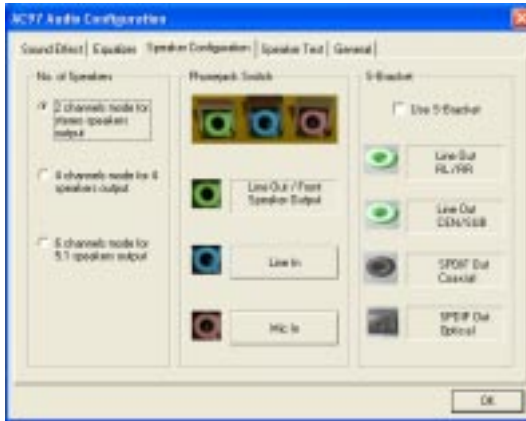 AC97 Audio Configuration
Sound Effect | Equalizer | Speaker Configuration | Speaker Test | General
No. of Speakers
2 channels mode for
stereo speakers
output
4 channels mode for 4
speakers output
6 channels mode for
5.1 speakers output
Phonejack Switch
Line Out / Front
Speaker Output
Line In
Mic In
S-Bracket
Use S-Bracket
Line Out
RL/RR
Line Out
CEN/SUB
SPDIF Out
Coaxial
SPDIF Out
Optical
OK